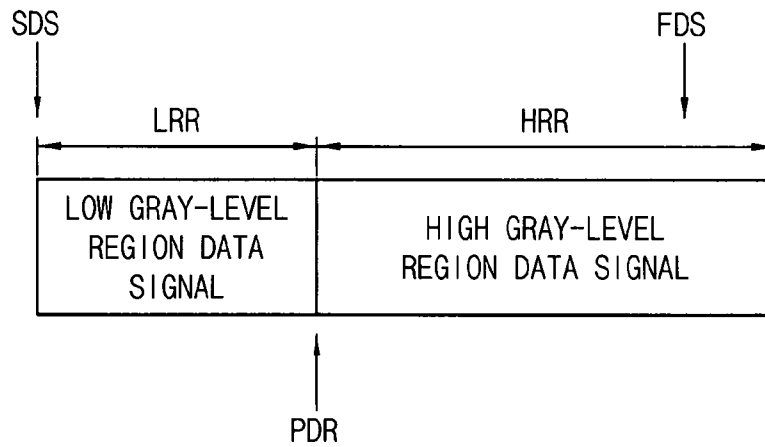 SDS
FDS
LRR
HRR
LOW GRAY-LEVEL
REGION DATA
SIGNAL
HIGH GRAY-LEVEL
REGION DATA SIGNAL
PDR